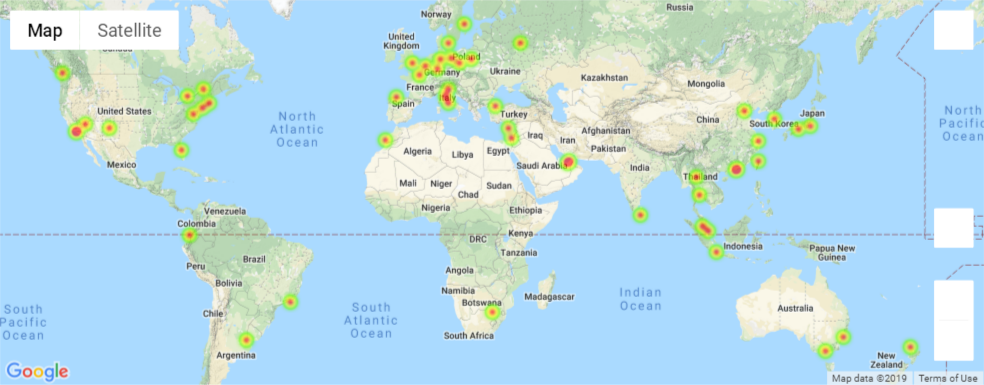 Map
Satellite
Norway
Russia
United
Kingdom
Poland
Germany
Ukraine
Kazakhstan
Mongolia
France
Italy
Spain
Turkey
United States
North
Atlantic
Ocean
China
Japan
South Korea
North
Pacific
Ocean
Iraq
Iran
Afghanistan
Pakistan
Algeria
Libya
Egypt
Saudi Arabia
India
Thailand
Mexico
Mali
Niger
Chad
Sudan
Nigeria
Ethiopia
Venezuela
Colombia
DRC
Kenya
Tanzania
Indonesia
Papua New
Guinea
Peru
Brazil
Bolivia
Angola
Namibia
Botswana
Madagascar
Indian
Ocean
South
Pacific
Ocean
Chile
South
Atlantic
Ocean
South Africa
Australia
Argentina
New
Zealand
Google
Map data ©2019
Terms of Use